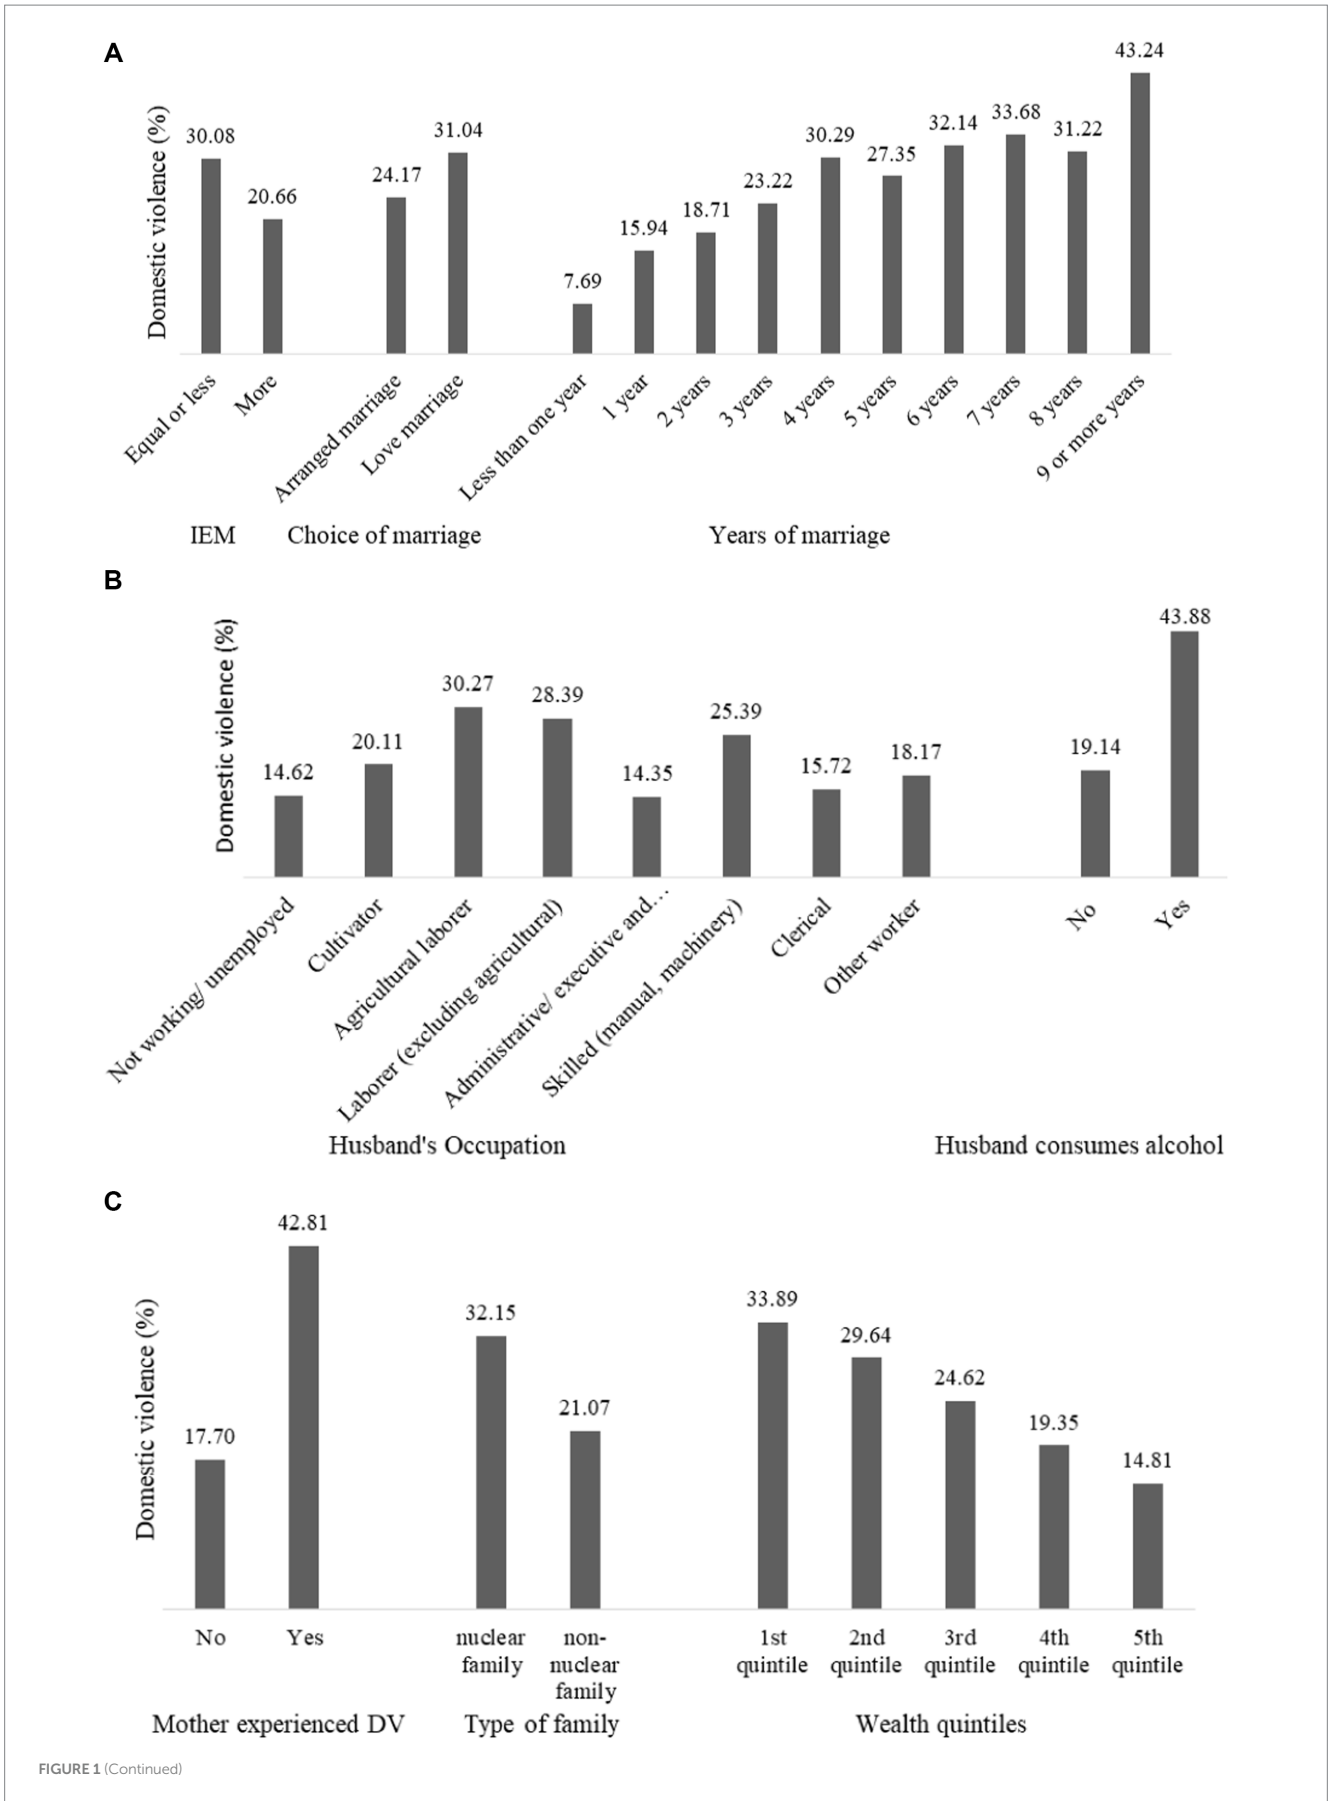 A
Domestic violence (%)
30.08
20.66
24.17
31.04
7.69
15.94
18.71
23.22
30.29
27.35
32.14
33.68
31.22
43.24
Equal or less
More
Arranged marriage
Love marriage
Less than one year
1 year
2 years
3 years
4 years
5 years
6 years
7 years
8 years
9 or more years
IEM
Choice of marriage
Years of marriage
B
Domestic violence (%)
14.62
20.11
30.27
28.39
14.35
25.39
15.72
18.17
19.14
43.88
Not working/ unemployed
Cultivator
Agricultural laborer
Laborer (excluding agricultural)
Administrative/ executive and…
Skilled (manual, machinery)
Clerical
Other worker
No
Yes
Husband's Occupation
Husband consumes alcohol
C
Domestic violence (%)
17.70
42.81
32.15
21.07
33.89
29.64
24.62
19.35
14.81
No
Yes
nuclear
family
non-
nuclear
family
1st
quintile
2nd
quintile
3rd
quintile
4th
quintile
5th
quintile
Mother experienced DV
Type of family
Wealth quintiles
FIGURE 1 (Continued)